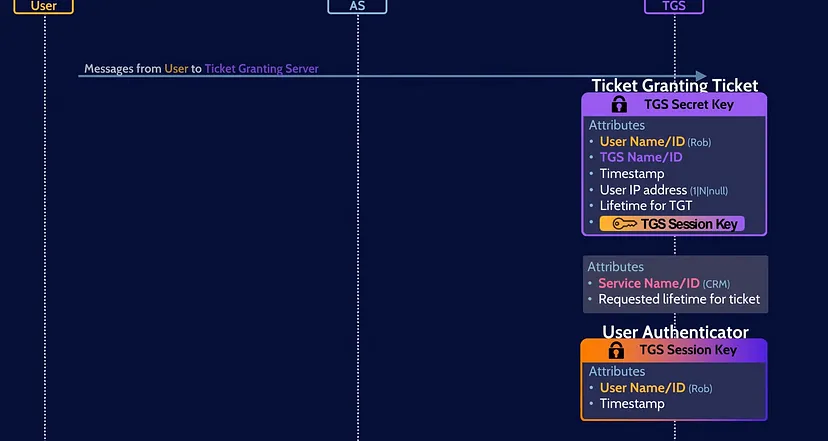 User
AS
TGS
Messages from User to Ticket Granting Server
Ticket Granting Ticket
TGS Secret Key
Attributes
• User Name/ID (Rob)
• TGS Name/ID
• Timestamp
• User IP address (1|N|null)
• Lifetime for TGT
• TGS Session Key
Attributes
• Service Name/ID (CRM)
• Requested lifetime for ticket
User Authenticator
TGS Session Key
Attributes
• User Name/ID (Rob)
• Timestamp